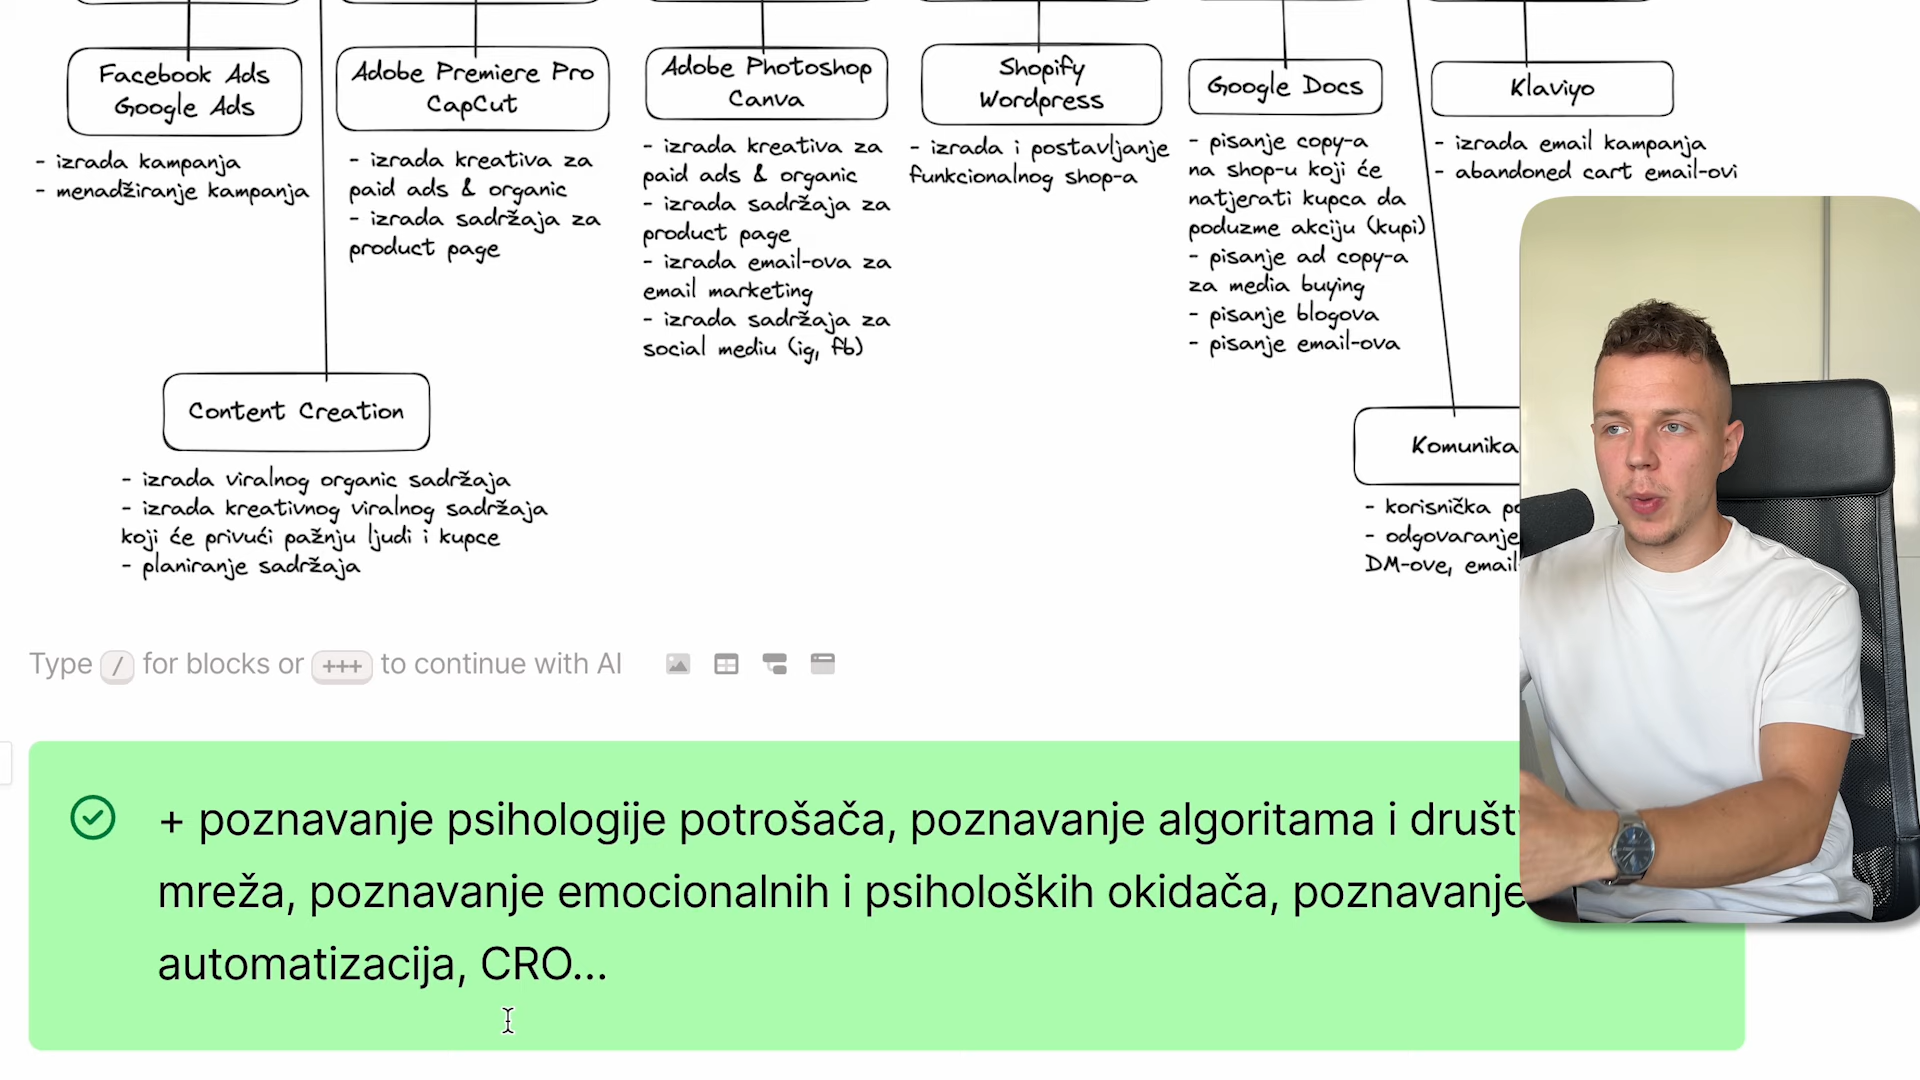 Facebook Ads
Google Ads
- izrada kampanja
- menadžiranje kampanja
Adobe Premiere Pro
CapCut
- izrada kreativa za
paid ads & organic
- izrada sadržaja za
product page
Adobe Photoshop
Canva
- izrada kreativa za
paid ads & organic
- izrada sadržaja za
product page
- izrada email-ova za
email marketing
- izrada sadržaja za
social mediu (ig, fb)
Shopify
Wordpress
- izrada i postavljanje
funkcionalnog shop-a
Google Docs
- pisanje copy-a
na shop-u koji će
natjerati kupca da
poduzme akciju (kupi)
- pisanje ad copy-a
za media buying
- pisanje blogova
- pisanje email-ova
Klaviyo
- izrada email kampanja
- abandoned cart email-ovi
Content Creation
- izrada viralnog organic sadržaja
- izrada kreativnog viralnog sadržaja
koji će privući pažnju ljudi i kupce
- planiranje sadržaja
Komunika
- korisnička
- odgovaranje
DM-ove, email
Type / for blocks or +++ to continue with AI
+ poznavanje psihologije potrošača, poznavanje algoritama i društ
mreža, poznavanje emocionalnih i psiholoških okidača, poznavanje
automatizacija, CRO...